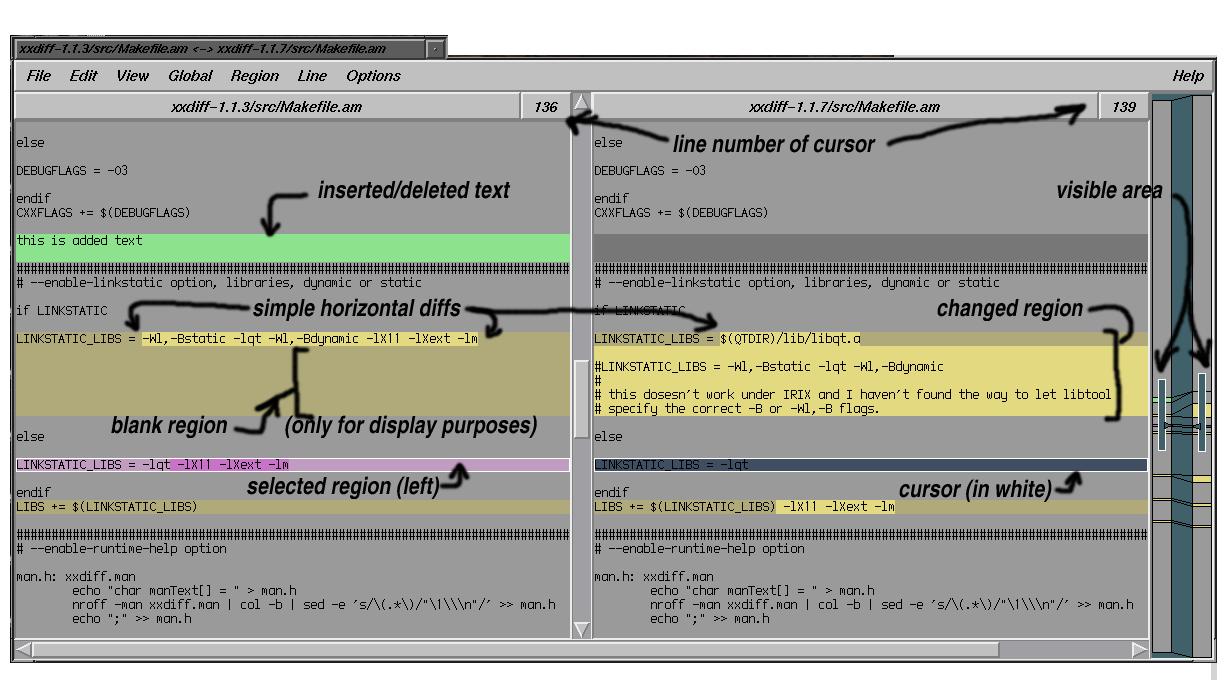 xxdiff-1.1.3/src/Makefile.am <-> xxdiff-1.1.7/src/Makefile.am
File Edit View Global Region Line Options Help
xxdiff-1.1.3/src/Makefile.am 136 xxdiff-1.1.7/src/Makefile.am 139
line number of cursor
else
DEBUGFLAGS = -O3
inserted/deleted text
endif
CXXFLAGS += $(DEBUGFLAGS)
this is added text
###############################################################################
# --enable-linkstatic option, libraries, dynamic or static
simple horizontal diffs
if LINKSTATIC
LINKSTATIC_LIBS = -Wl,-Bstatic -lqt -Wl,-Bdynamic -lX11 -lXext -lm
blank region (only for display purposes)
else
LINKSTATIC_LIBS = -lqt -lX11 -lXext -lm
selected region (left)
endif
LIBS += $(LINKSTATIC_LIBS)
###############################################################################
# --enable-runtime-help option
man.h: xxdiff.man
echo "char manText[] = " > man.h
nroff -man xxdiff.man | col -b | sed -e 's/\(.*\)/"\1\\\n"/' >> man.h
echo ";" >> man.h
else
DEBUGFLAGS = -O3
visible area
endif
CXXFLAGS += $(DEBUGFLAGS)
###############################################################################
# --enable-linkstatic option, libraries, dynamic or static
changed region
if LINKSTATIC
LINKSTATIC_LIBS = $(QTDIR)/lib/libqt.a
#LINKSTATIC_LIBS = -Wl,-Bstatic -lqt -Wl,-Bdynamic
#
# this dosesn't work under IRIX and I haven't found the way to let libtool
# specify the correct -B or -Wl,-B flags.
else
LINKSTATIC_LIBS = -lqt
cursor (in white)
endif
LIBS += $(LINKSTATIC_LIBS) -lX11 -lXext -lm
###############################################################################
# --enable-runtime-help option
man.h: xxdiff.man
echo "char manText[] = " > man.h
nroff -man xxdiff.man | col -b | sed -e 's/\(.*\)/"\1\\\n"/' >> man.h
echo ";" >> man.h